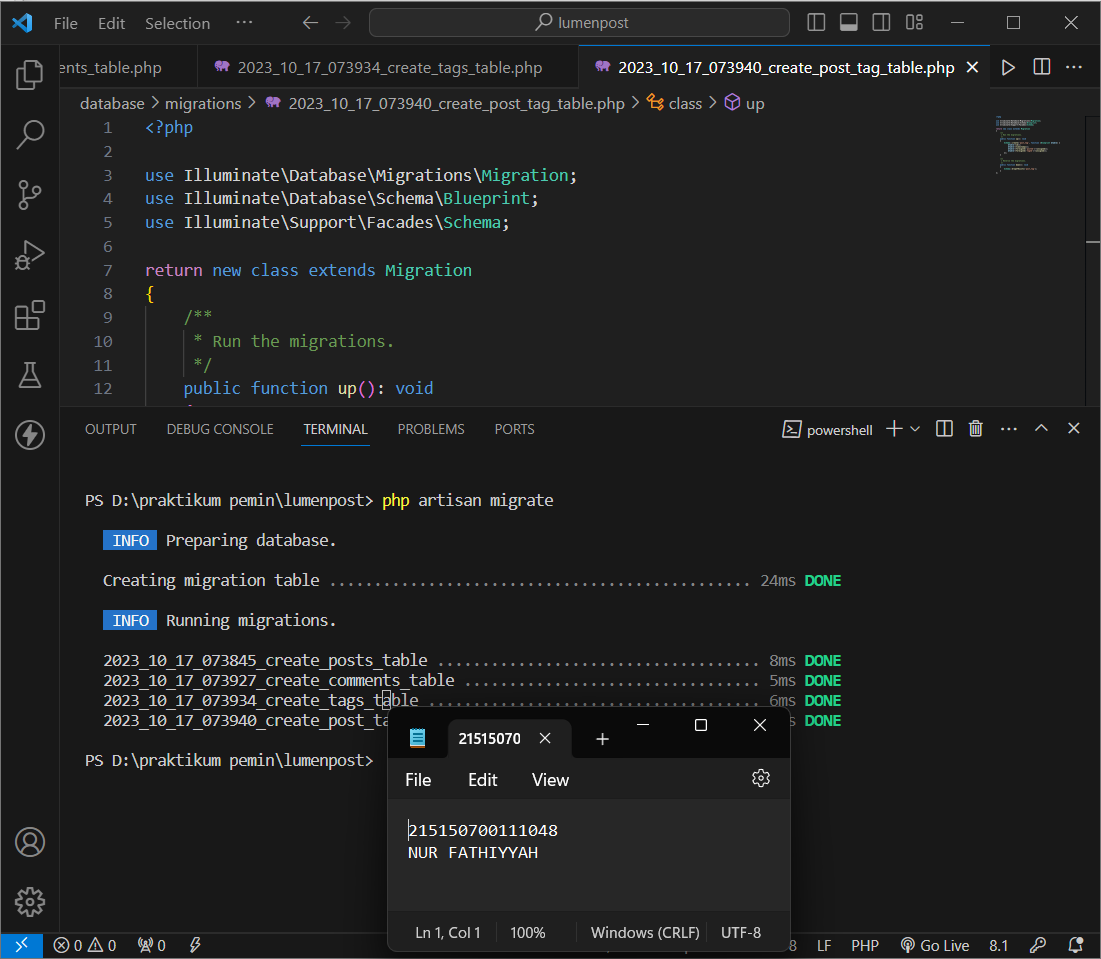 File Edit Selection ··· lumenpost
ents_table.php 2023_10_17_073934_create_tags_table.php 2023_10_17_073940_create_post_tag_table.php
database > migrations > 2023_10_17_073940_create_post_tag_table.php > class > up
1 <?php
2
3 use Illuminate\Database\Migrations\Migration;
4 use Illuminate\Database\Schema\Blueprint;
5 use Illuminate\Support\Facades\Schema;
6
7 return new class extends Migration
8 {
9 /**
10 * Run the migrations.
11 */
12 public function up(): void
OUTPUT DEBUG CONSOLE TERMINAL PROBLEMS PORTS powershell
PS D:\praktikum pemin\lumenpost> php artisan migrate
INFO Preparing database.
Creating migration table ............................................... 24ms DONE
INFO Running migrations.
2023_10_17_073845_create_posts_table .................................... 8ms DONE
2023_10_17_073927_create_comments_table ................................. 5ms DONE
2023_10_17_073934_create_tags_table ..................................... 6ms DONE
2023_10_17_073940_create_post_ta s DONE
PS D:\praktikum pemin\lumenpost>
21515070
File Edit View
215150700111048
NUR FATHIYYAH
Ln 1, Col 1 100% Windows (CRLF) UTF-8
0 0 0 8 LF PHP Go Live 8.1